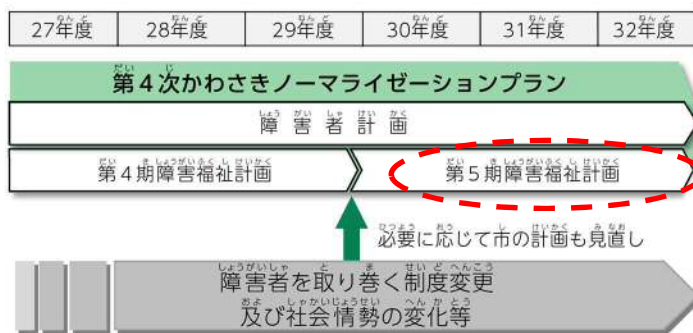 27年度 28年度 29年度 30年度 31年度 32年度
第4次かわさきノーマライゼーションプラン
障害者計画
第4期障害福祉計画 第5期障害福祉計画
必要に応じて市の計画も見直し
障害者を取り巻く制度変更
及び社会情勢の変化等